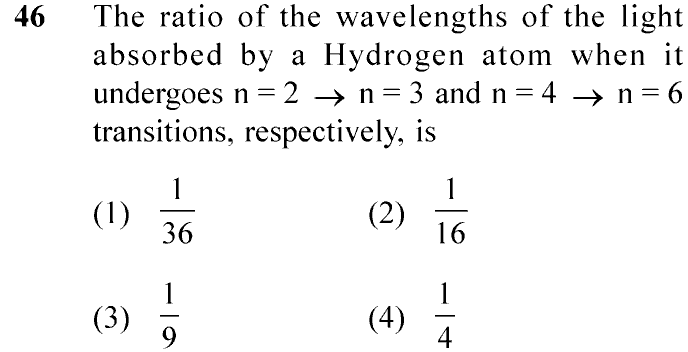 46 The ratio of the wavelengths of the light
absorbed by a Hydrogen atom when it
undergoes n = 2 → n = 3 and n = 4 → n = 6
transitions, respectively, is
(1) 1/36 (2) 1/16
(3) 1/9 (4) 1/4